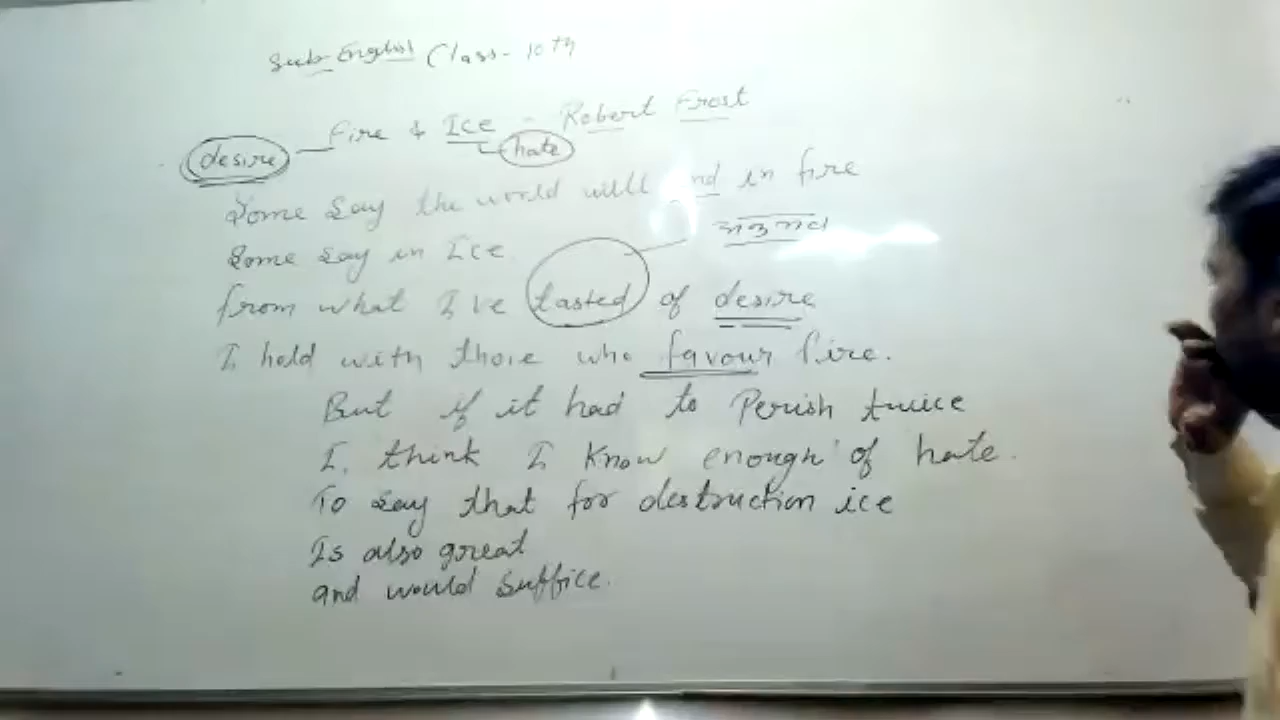 Sub-English Class-10th
Fire & Ice - Robert Frost
desire
hate
Some Say the world will end in fire
Some Say in Ice
अनुभव
from what I've tasted of desire
I hold with those who favour fire.
But if it had to Perish twice
I think I know enough of hate.
To Say that for destruction ice
Is also great
and would Suffice.